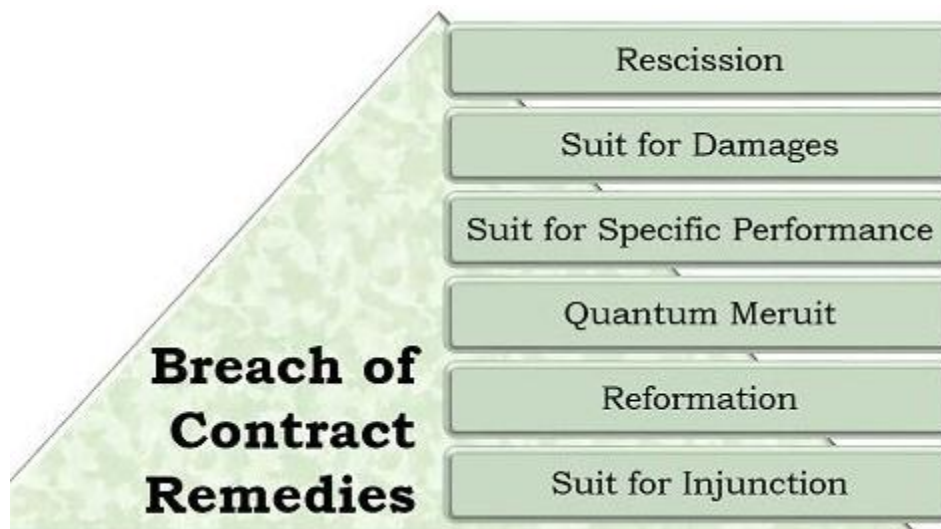 Rescission
Suit for Damages
Suit for Specific Performance
Quantum Meruit
Reformation
Suit for Injunction
Breach of
Contract
Remedies